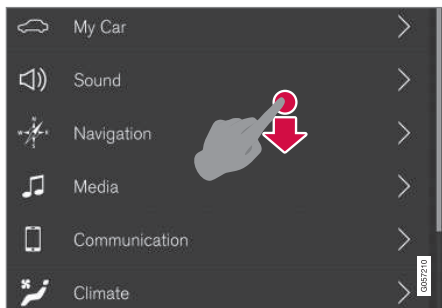 My Car
Sound
N
W
E
S
Navigation
Media
Communication
Climate
G057210